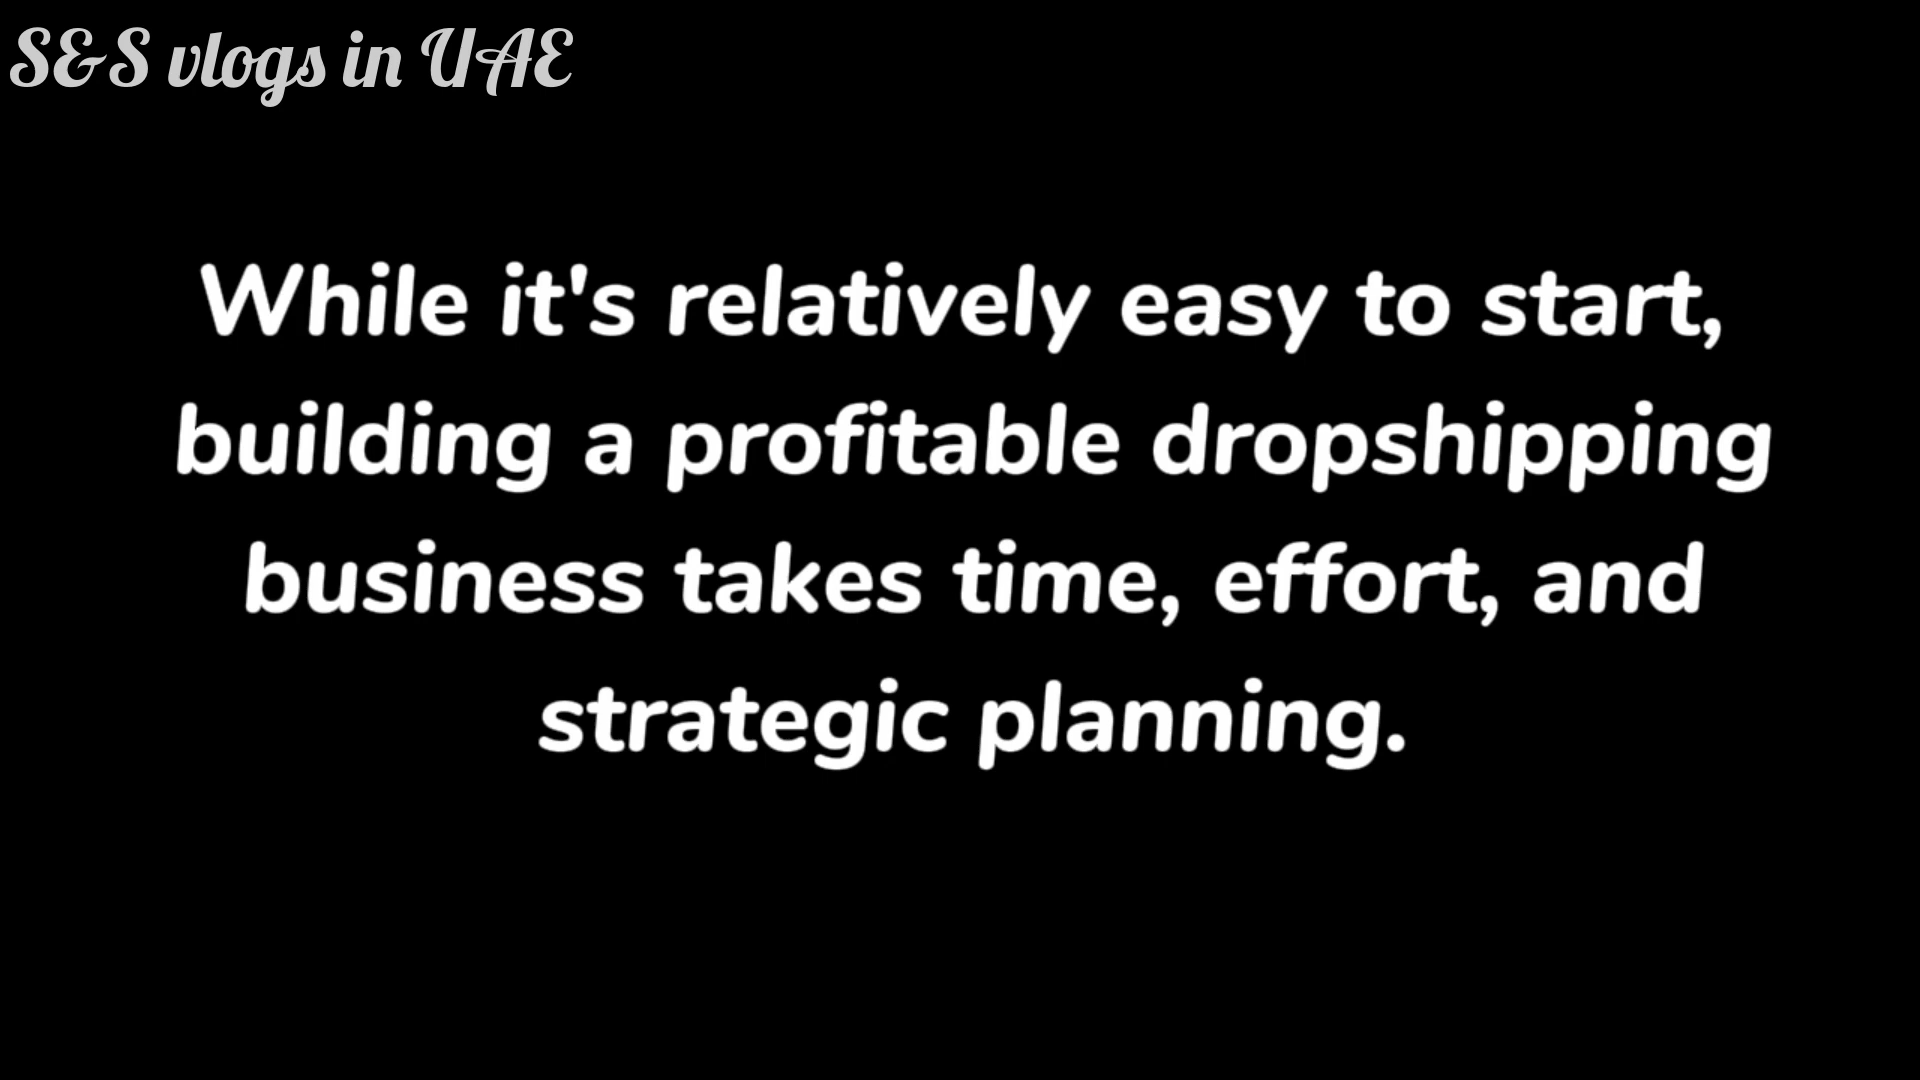 S&S vlogs in UAE
While it's relatively easy to start,
building a profitable dropshipping
business takes time, effort, and
strategic planning.